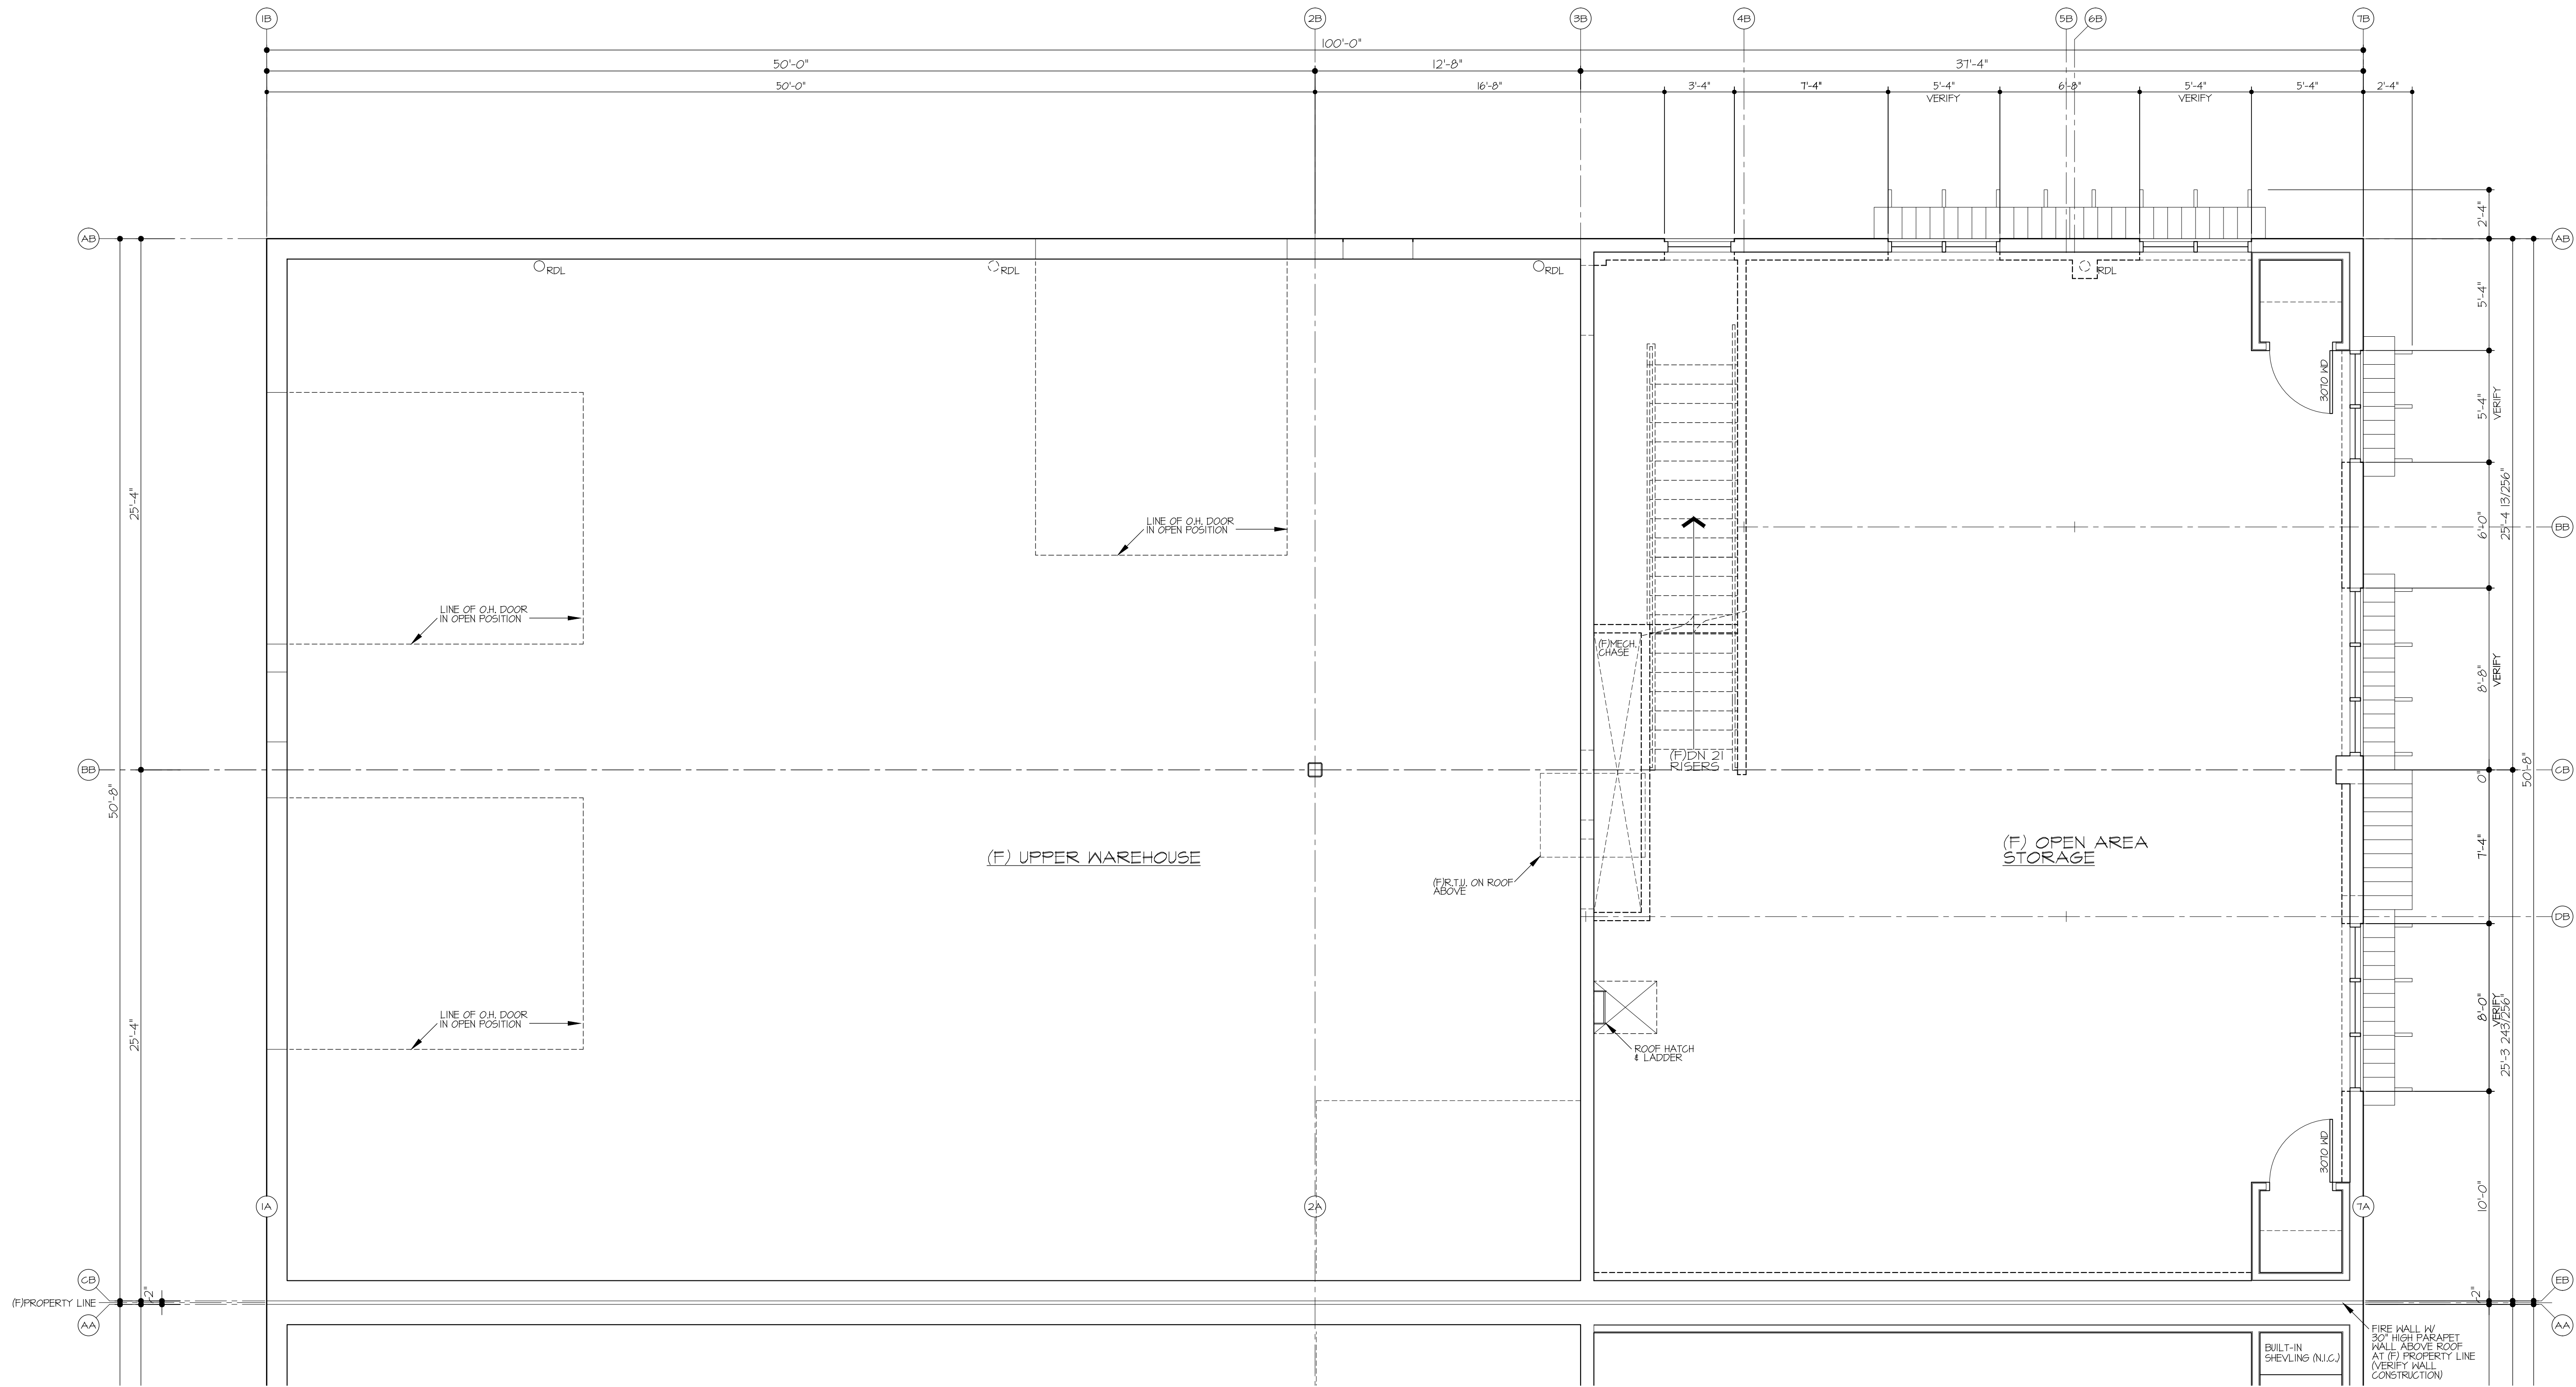 1B
2B
3B
4B
5B
6B
7B
100'-0"
50'-0"
12'-8"
37'-4"
50'-0"
16'-8"
3'-4"
7'-4"
5'-4"
VERIFY
6'-8"
5'-4"
VERIFY
5'-4"
2'-4"
2'-4"
AB
AB
RDL
RDL
RDL
RDL
5'-4"
3070 WD
5'-4"
VERIFY
25'-4"
25'-4 13/256"
LINE OF O.H. DOOR
IN OPEN POSITION
6'-0"
BB
LINE OF O.H. DOOR
IN OPEN POSITION
(F)MECH.
CHASE
8'-8"
VERIFY
(F)DN 21
RISERS
BB
CB
0"
50'-8"
50'-8"
(F) UPPER WAREHOUSE
(F) OPEN AREA
STORAGE
7'-4"
(F)R.T.U. ON ROOF
ABOVE
DB
LINE OF O.H. DOOR
IN OPEN POSITION
25'-4"
8'-0"
VERIFY
25'-3 243/256"
ROOF HATCH
& LADDER
3070 WD
10'-0"
1A
2A
7A
CB
EB
-2"
-2"
(F)PROPERTY LINE
AA
AA
FIRE WALL W/
30" HIGH PARAPET
WALL ABOVE ROOF
AT (F) PROPERTY LINE
(VERIFY WALL
CONSTRUCTION)
BUILT-IN
SHEVLING (N.I.C.)